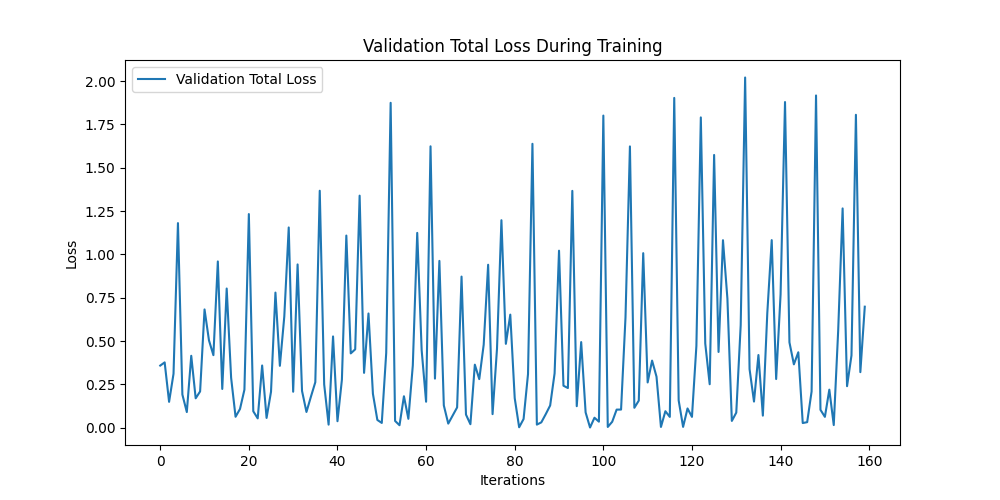 Validation Total Loss During Training
Validation Total Loss
2.00
1.75
1.50
1.25
1.00
0.75
0.50
0.25
0.00
Loss
0 20 40 60 80 100 120 140 160
Iterations